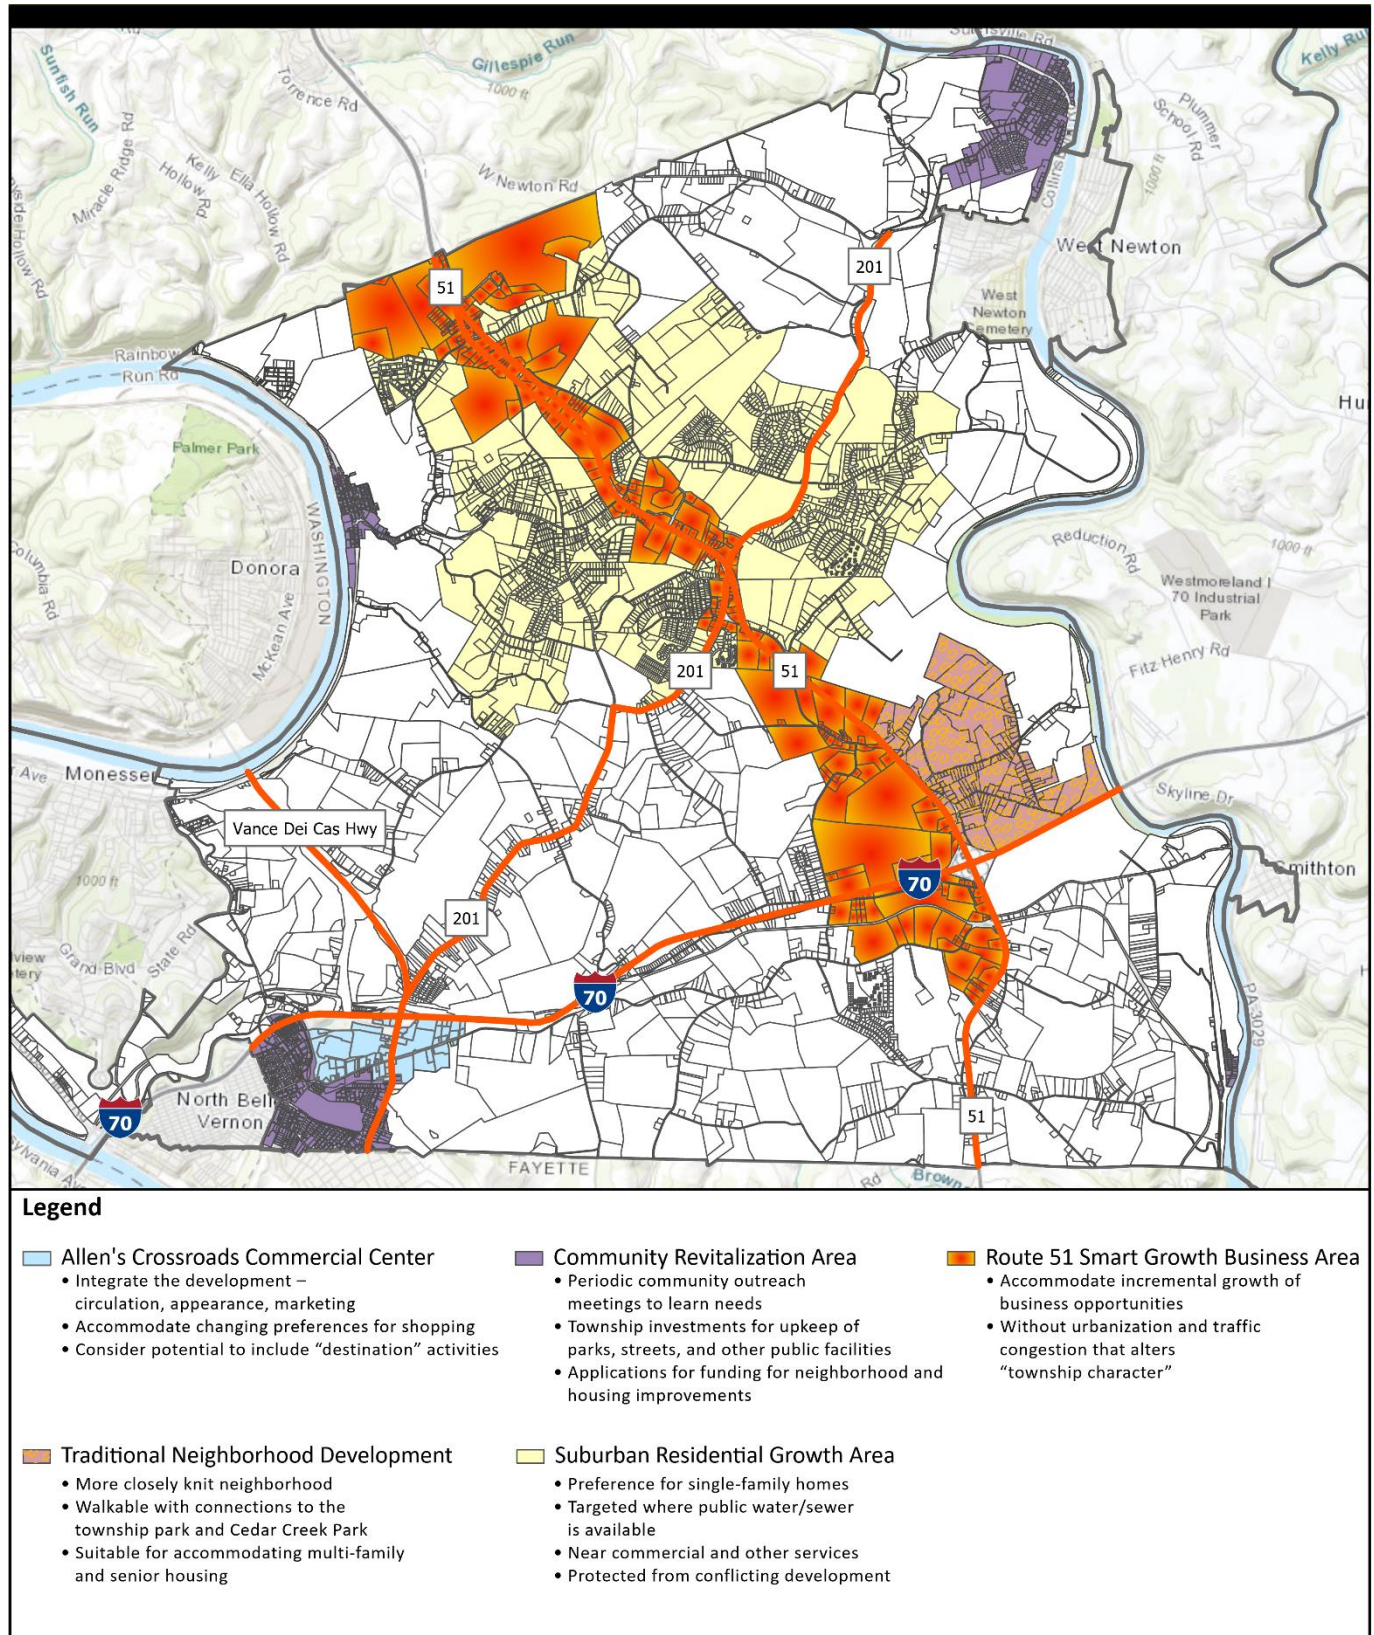 Sunfish Run
Torrence Rd
Gillespie Run
1000 ft
Kelly Run
Miracle Ridge Rd
Kelly
Hollow Rd
Ella Hollow Rd
W Newton Rd
Plummer
School Rd
1000 ft
West Newton
201
51
West
Newton
Cemetery
Rainbow
Run Rd
Palmer Park
WASHINGTON
Columbia Rd
Donora
McKean Ave
Reduction Rd
1000 ft
Westmoreland I
70 Industrial
Park
Fitz Henry Rd
201
51
Monessen
Skyline Dr
Vance Dei Cas Hwy
Smithton
1000 ft
70
201
Grand Blvd
State Rd
70
PA 3029
North Bell
Vernon
70
51
FAYETTE
Rd
Legend
Allen's Crossroads Commercial Center
• Integrate the development –
circulation, appearance, marketing
• Accommodate changing preferences for shopping
• Consider potential to include “destination” activities
Community Revitalization Area
• Periodic community outreach
meetings to learn needs
• Township investments for upkeep of
parks, streets, and other public facilities
• Applications for funding for neighborhood and
housing improvements
Route 51 Smart Growth Business Area
• Accommodate incremental growth of
business opportunities
• Without urbanization and traffic
congestion that alters
“township character”
Traditional Neighborhood Development
• More closely knit neighborhood
• Walkable with connections to the
township park and Cedar Creek Park
• Suitable for accommodating multi-family
and senior housing
Suburban Residential Growth Area
• Preference for single-family homes
• Targeted where public water/sewer
is available
• Near commercial and other services
• Protected from conflicting development